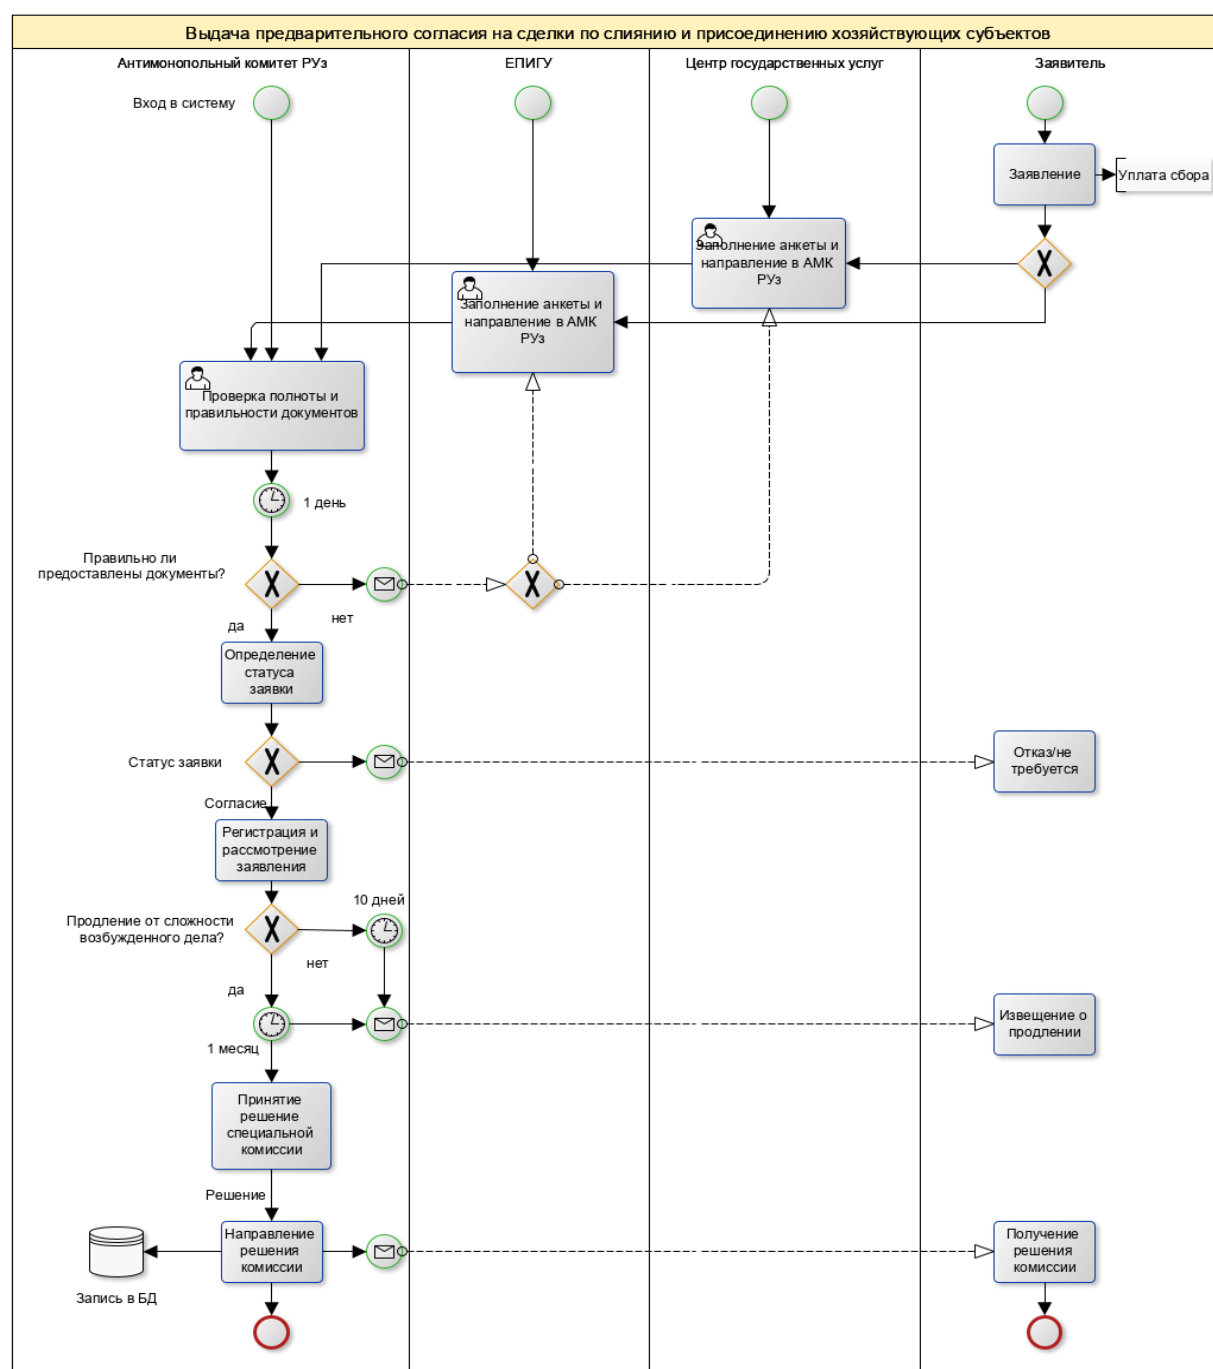 Выдача предварительного согласия на сделки по слиянию и присоединению хозяйствующих субъектов
Антимонопольный комитет РУз
ЕПИГУ
Центр государственных услуг
Заявитель
Вход в систему
Заявление
Уплата сбора
Заполнение анкеты и
направление в АМК
РУз
Заполнение анкеты и
направление в АМК
РУз
Проверка полноты и
правильности документов
1 день
Правильно ли
предоставлены документы?
нет
да
Определение
статуса
заявки
Статус заявки
Отказ/не
требуется
Согласие
Регистрация и
рассмотрение
заявления
10 дней
Продление от сложности
возбужденного дела?
нет
да
Извещение о
продлении
1 месяц
Принятие
решение
специальной
комиссии
Решение
Направление
решения
комиссии
Получение
решения
комиссии
Запись в БД